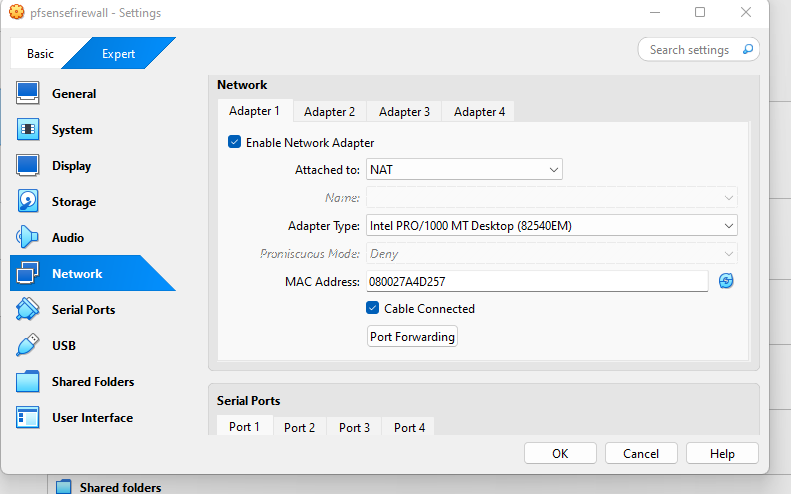 pfsensefirewall - Settings
Basic Expert Search settings
General
System
Display
Storage
Audio
Network
Serial Ports
USB
Shared Folders
User Interface
Network
Adapter 1 Adapter 2 Adapter 3 Adapter 4
Enable Network Adapter
Attached to: NAT
Name:
Adapter Type: Intel PRO/1000 MT Desktop (82540EM)
Promiscuous Mode: Deny
MAC Address: 080027A4D257
Cable Connected
Port Forwarding
Serial Ports
Port 1 Port 2 Port 3 Port 4
OK Cancel Help
Shared folders